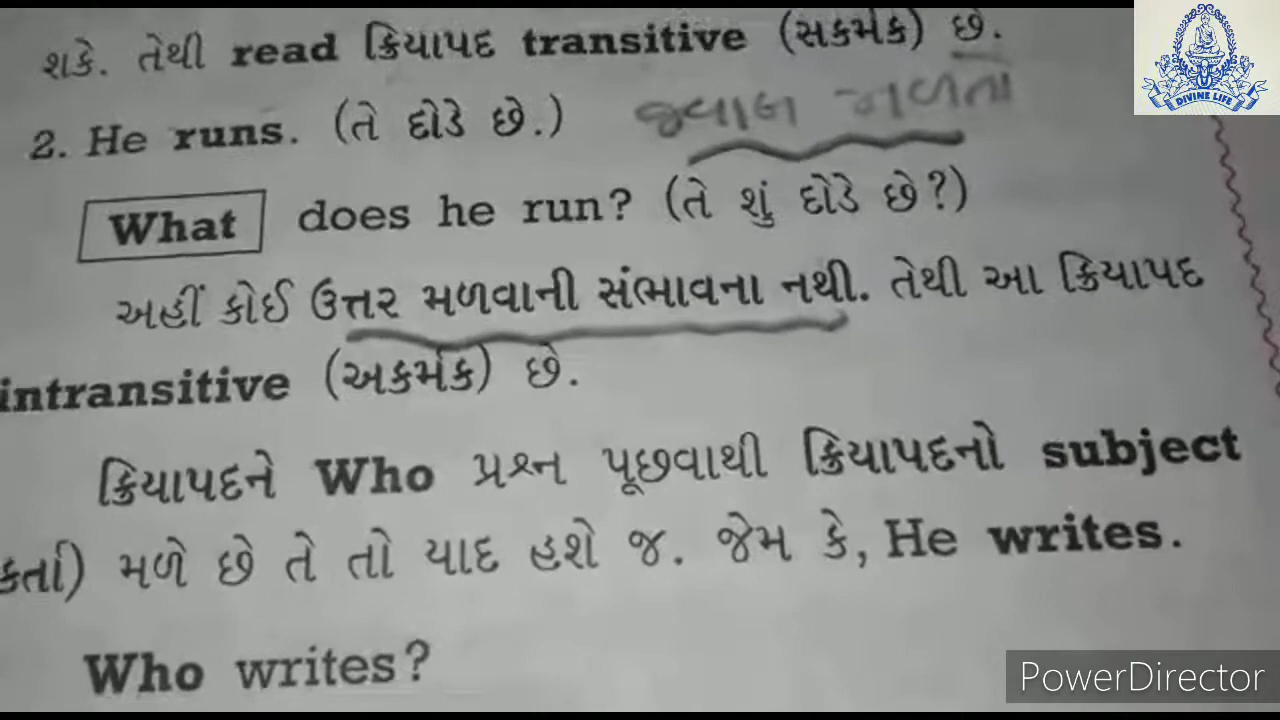 શકે. તેથી read ક્રિયાપદ transitive (સકર્મક) છે.
2. He runs. (તે દોડે છે.) જવાબ મળતા
What does he run? (તે શું દોડે છે?)
અહીં કોઈ ઉત્તર મળવાની સંભાવના નથી. તેથી આ ક્રિયાપદ
intransitive (અકર્મક) છે.
ક્રિયાપદને Who પ્રશ્ન પૂછવાથી ક્રિયાપદનો subject
કર્તા) મળે છે તે તો યાદ હશે જ. જેમ કે, He writes.
Who writes?
DIVINE LIFE
PowerDirector